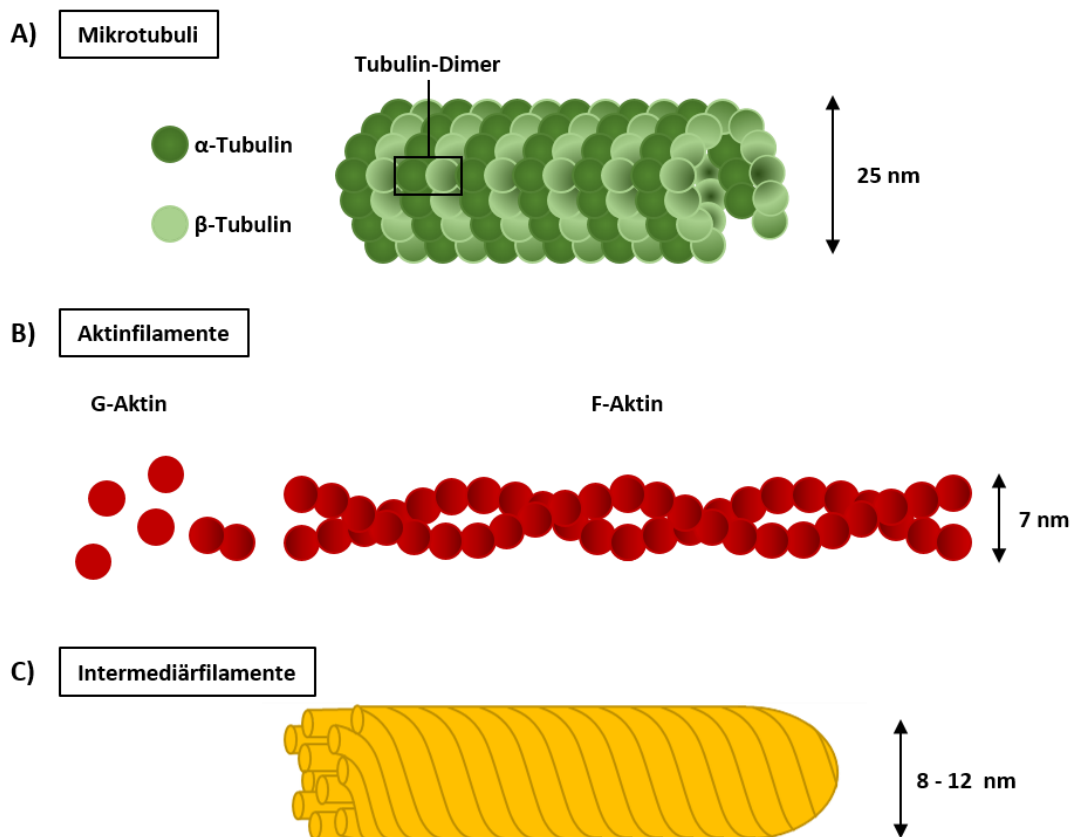 A) Mikrotubuli
Tubulin-Dimer
α-Tubulin
β-Tubulin
25 nm
B) Aktinfilamente
G-Aktin F-Aktin
7 nm
C) Intermediärfilamente
8 - 12 nm